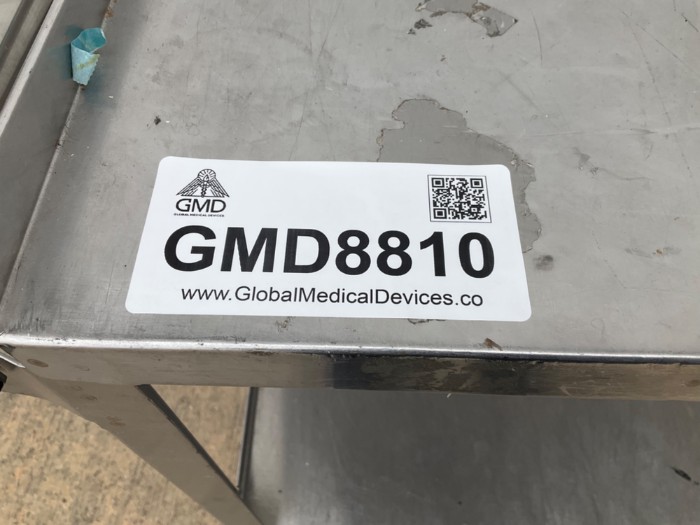 GMD
GLOBAL MEDICAL DEVICES
GMD8810
www.GlobalMedicalDevices.co